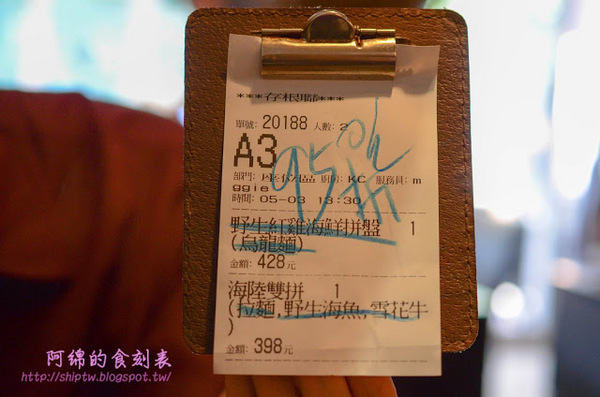 ***存根聯***
單號: 20188 人數: 2
A3
部門: 座位區 廚房: KC 服務員: m
ggie
時間: 05-03 13:30
95折
野生紅雞海鮮拼盤 1
(烏龍麵)
金額: 428元
海陸雙拼 1
(拉麵,野生海魚,雪花牛
)
金額: 398元
阿綿的食刻表
http://shiptw.blogspot.tw/